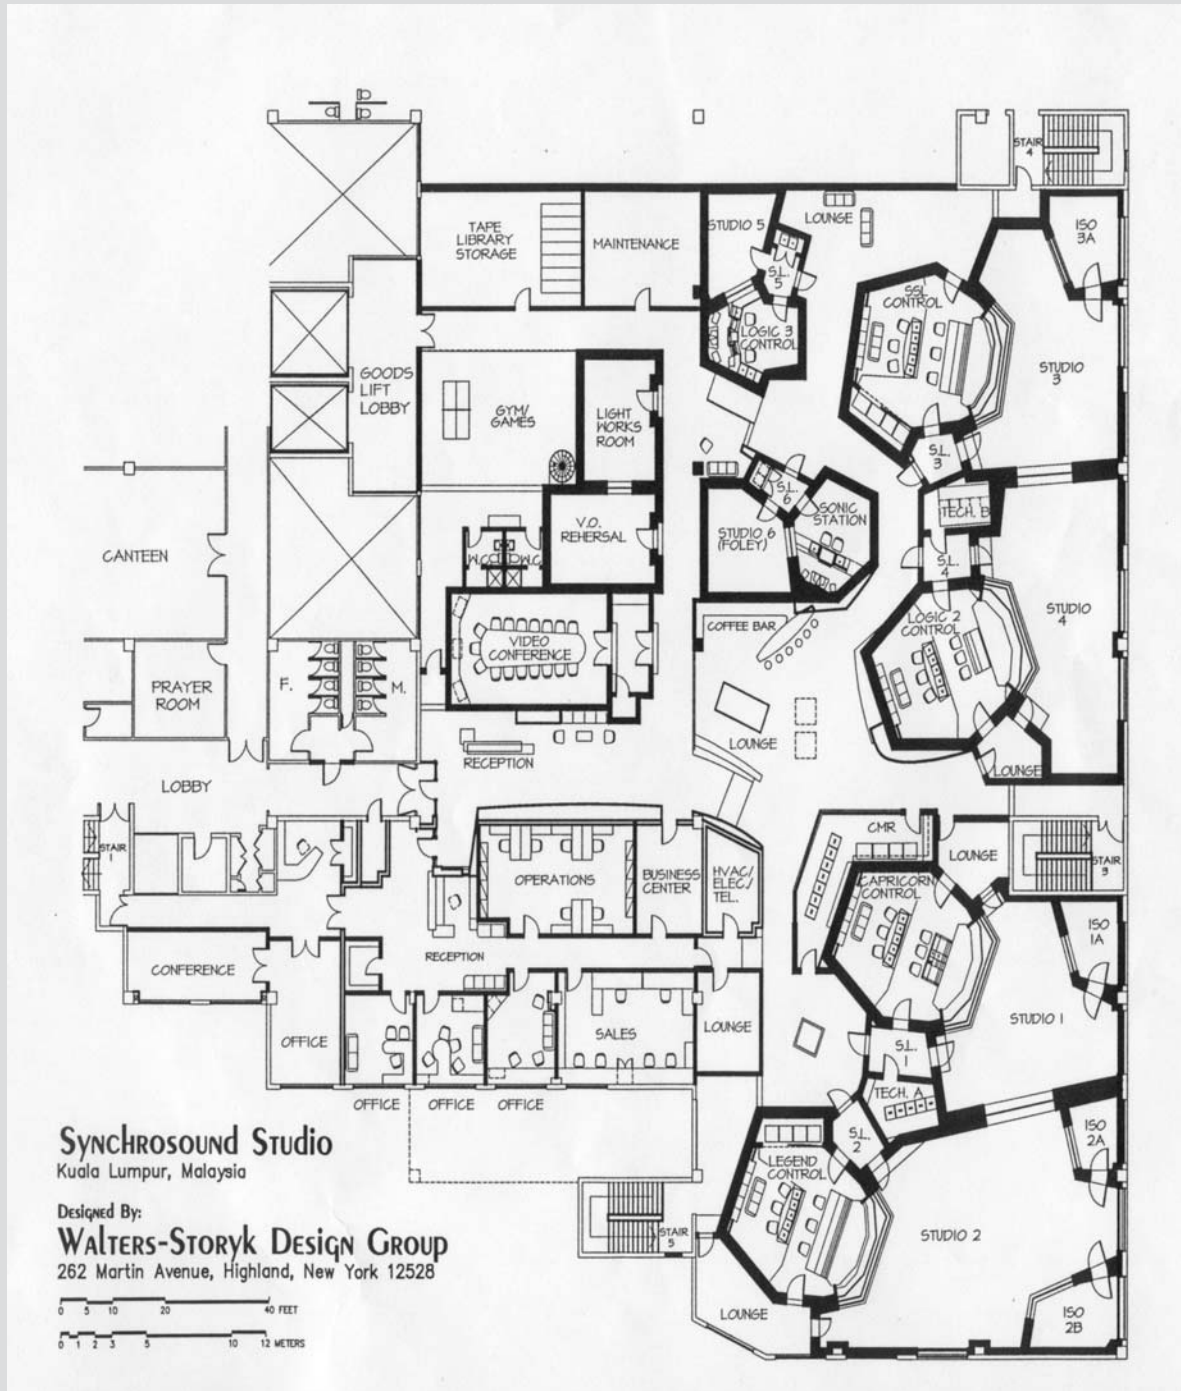 STAIR
4
TAPE
LIBRARY
STORAGE
MAINTENANCE
STUDIO 5
LOUNGE
ISO
3A
S.L.
5
SSL
CONTROL
LOGIC 3
CONTROL
STUDIO
3
GOODS
LIFT
LOBBY
GYM/
GAMES
LIGHT
WORKS
ROOM
S.L.
3
S.L.
6
SONIC
STATION
TECH. B
V.O.
REHERSAL
STUDIO 6
(FOLEY)
CANTEEN
W.C.
W.C.
S.L.
4
STUDIO
4
COFFEE BAR
LOGIC 2
CONTROL
VIDEO
CONFERENCE
PRAYER
ROOM
F.
M.
LOUNGE
RECEPTION
LOUNGE
LOBBY
STAIR
1
CMR
LOUNGE
STAIR
3
OPERATIONS
BUSINESS
CENTER
HVAC/
ELEC/
TEL.
CAPRICORN
CONTROL
ISO
1A
CONFERENCE
RECEPTION
OFFICE
SALES
LOUNGE
STUDIO 1
S.L.
1
TECH. A
OFFICE
OFFICE
OFFICE
S.L.
2
ISO
2A
LEGEND
CONTROL
STUDIO 2
STAIR
5
LOUNGE
ISO
2B
Synchrosound Studio
Kuala Lumpur, Malaysia
Designed By:
Walters-Storyk Design Group
262 Martin Avenue, Highland, New York 12528
0 5 10 20 40 FEET
0 1 2 3 5 10 12 METERS